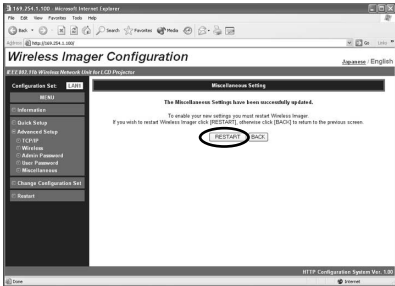 169.254.1.100 - Microsoft Internet Explorer
File Edit View Favorites Tools Help
Back Search Favorites Media
Address http://169.254.1.100/ Go Links
Wireless Imager Configuration
Japanese / English
IEEE802.11b Wireless Network Unit for LCD Projector
Configuration Set: LAN1
MENU
Information
Quick Setup
Advanced Setup
TCP/IP
Wireless
Admin Password
User Password
Miscellaneous
Change Configuration Set
Restart
Miscellaneous Setting
The Miscellaneous Settings have been successfully updated.
To enable your new settings you must restart Wireless Imager.
If you wish to restart Wireless Imager click [RESTART], otherwise click [BACK] to return to the previous screen.
RESTART BACK
HTTP Configuration System Ver. 1.00
Done Internet